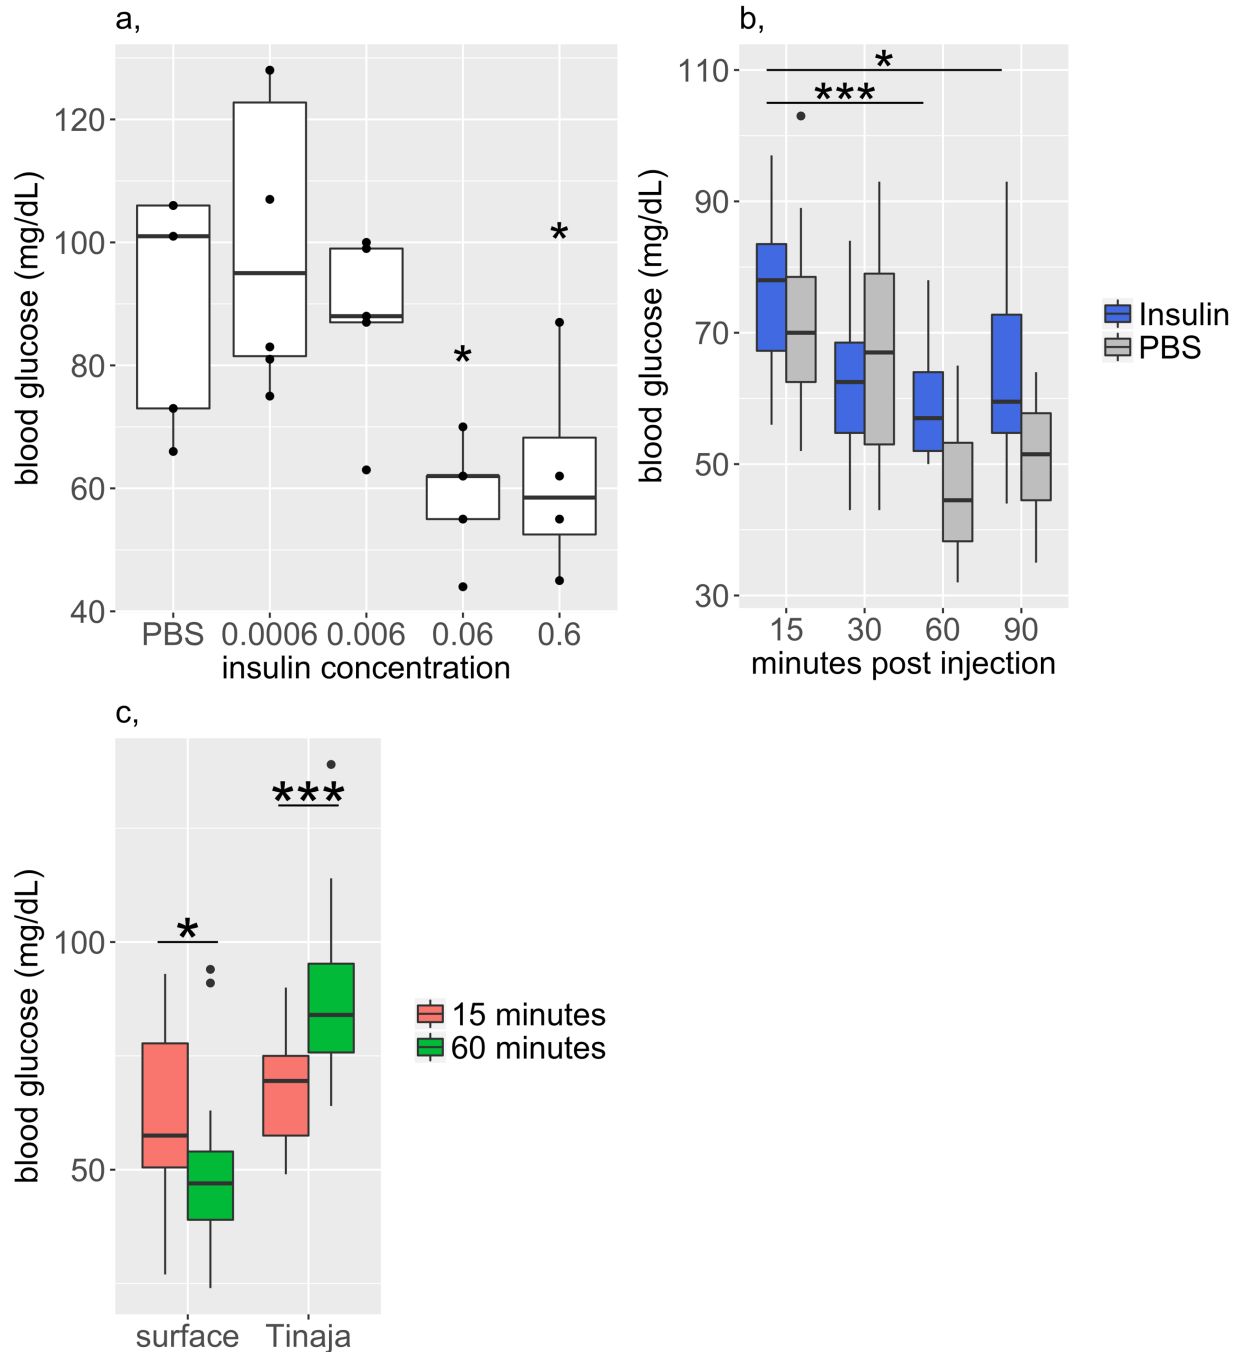 a,
blood glucose (mg/dL)
120
100
80
60
40
*
*
PBS 0.0006 0.006 0.06 0.6
insulin concentration
b,
blood glucose (mg/dL)
110
90
70
50
30
*
***
15 30 60 90
minutes post injection
Insulin
PBS
c,
blood glucose (mg/dL)
100
50
***
*
surface Tinaja
15 minutes
60 minutes